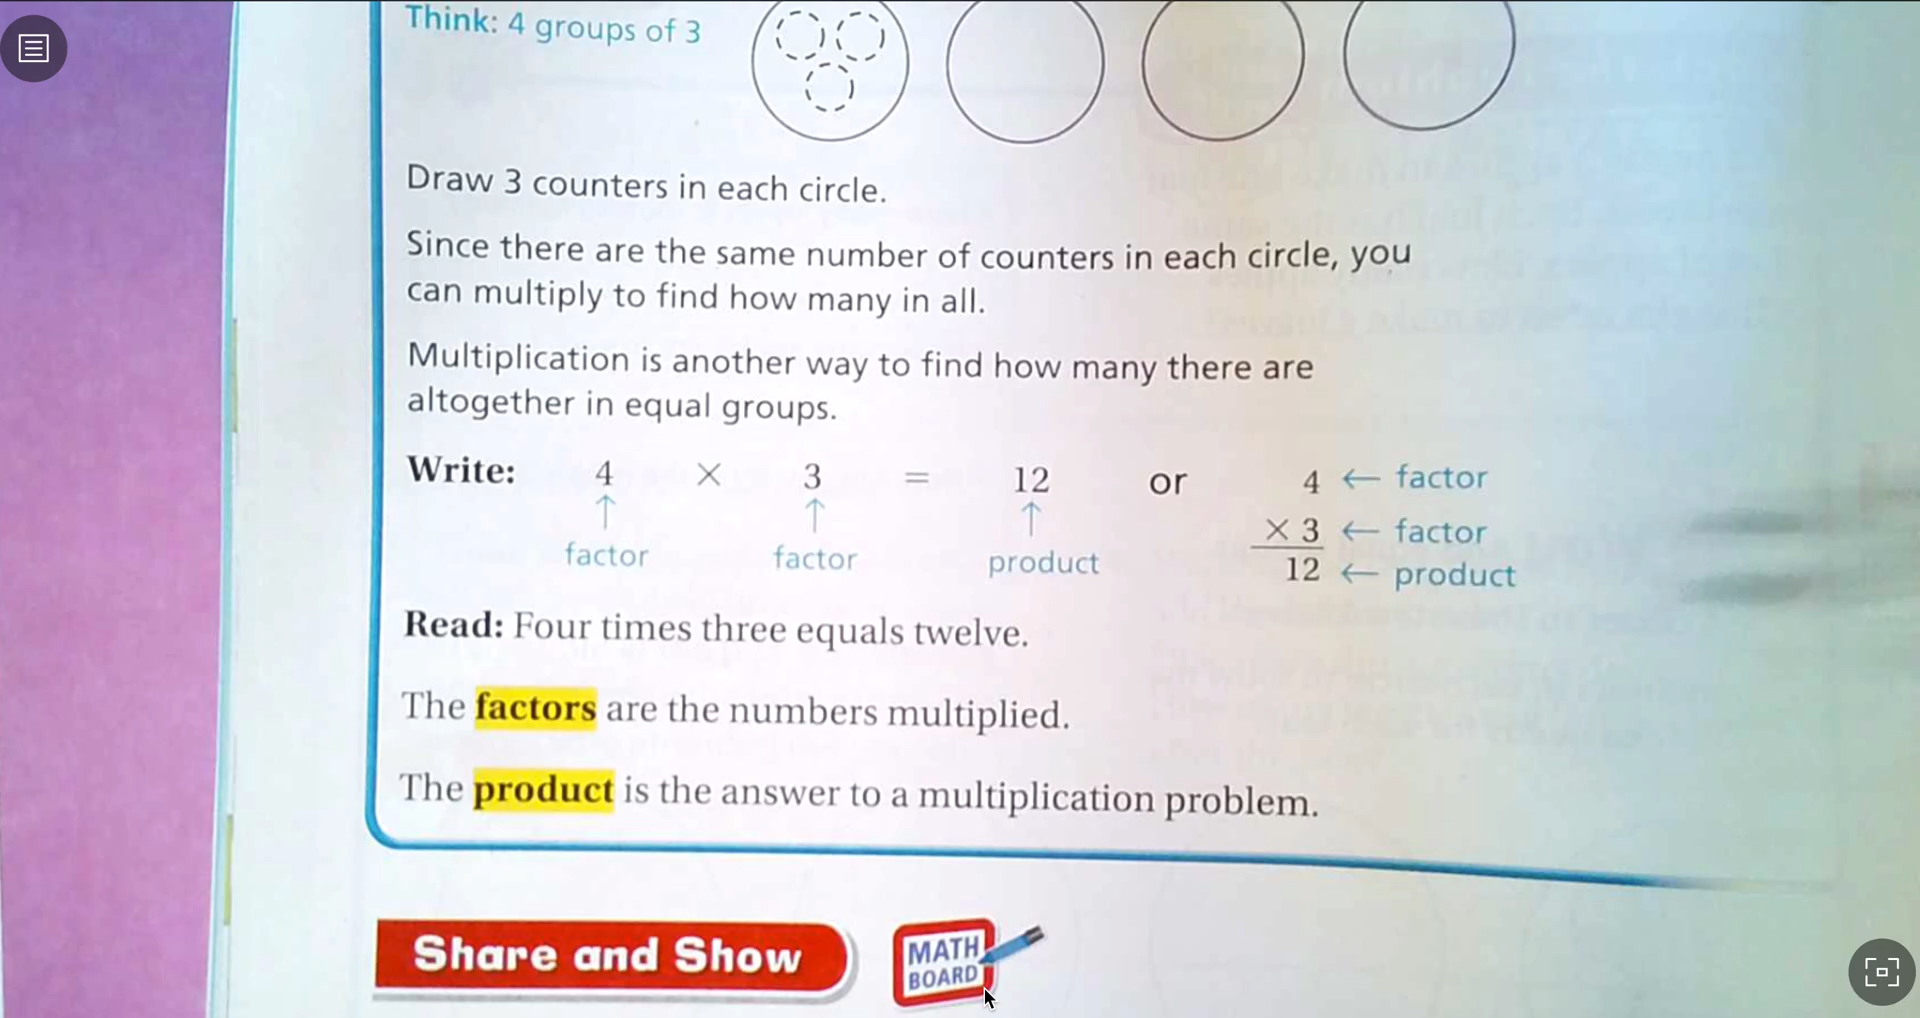 Think: 4 groups of 3
Draw 3 counters in each circle.
Since there are the same number of counters in each circle, you
can multiply to find how many in all.
Multiplication is another way to find how many there are
altogether in equal groups.
Write: 4 × 3 = 12 or 4 ← factor
↑ ↑ ↑ × 3 ← factor
factor factor product 12 ← product
Read: Four times three equals twelve.
The factors are the numbers multiplied.
The product is the answer to a multiplication problem.
Share and Show
MATH
BOARD